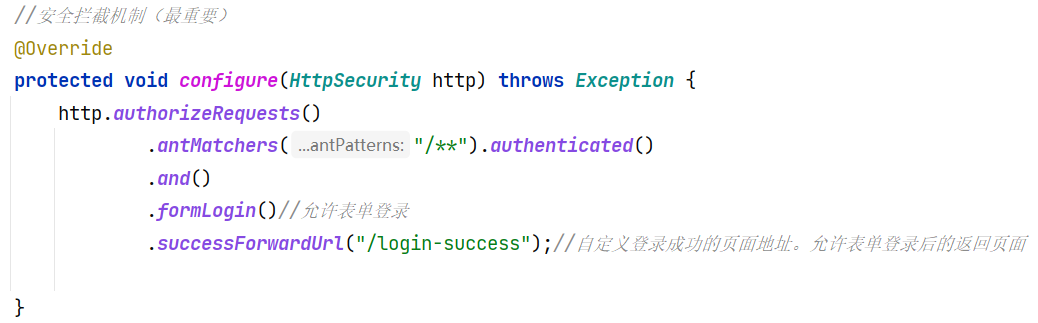 //安全拦截机制（最重要）
@Override
protected void configure(HttpSecurity http) throws Exception {
http.authorizeRequests()
.antMatchers( ...antPatterns: "/**").authenticated()
.and()
.formLogin()//允许表单登录
.successForwardUrl("/login-success");//自定义登录成功的页面地址。允许表单登录后的返回页面
}